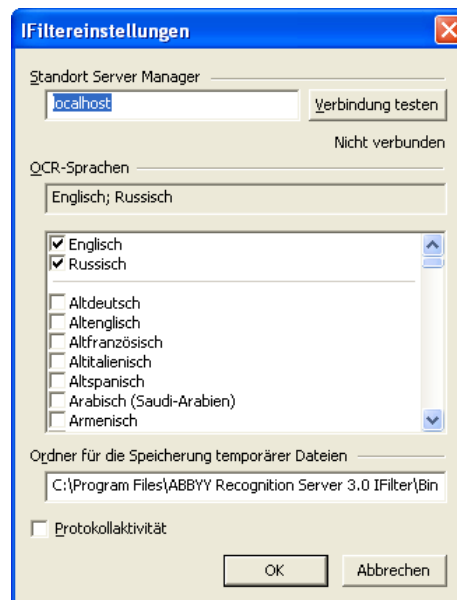 IFiltereinstellungen
Standort Server Manager
localhost
Verbindung testen
Nicht verbunden
OCR-Sprachen
Englisch; Russisch
Englisch
Russisch
Altdeutsch
Altenglisch
Altfranzösisch
Altitalienisch
Altspanisch
Arabisch (Saudi-Arabien)
Armenisch
Ordner für die Speicherung temporärer Dateien
C:\Program Files\ABBYY Recognition Server 3.0 IFilter\Bin
Protokollaktivität
OK
Abbrechen